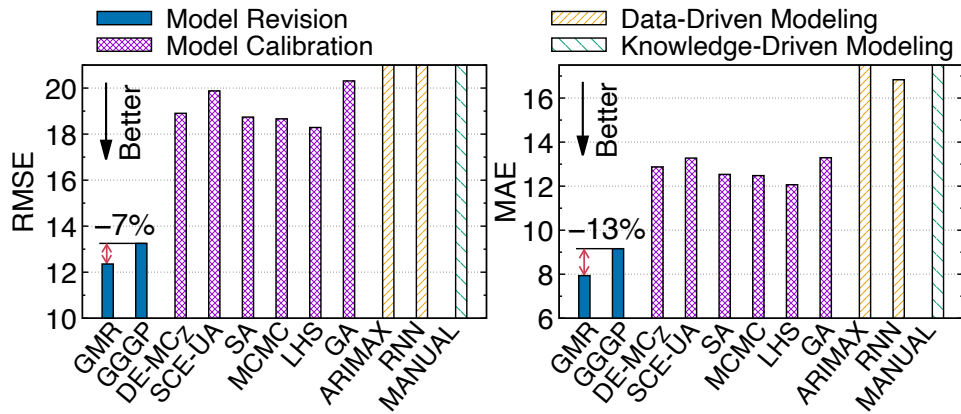 Model Revision
Model Calibration
Data-Driven Modeling
Knowledge-Driven Modeling
RMSE
20
18
16
14
12
10
Better
−7%
GMR
GGGP
DE-MCz
SCE-UA
SA
MCMC
LHS
GA
ARIMAX
RNN
MANUAL
MAE
16
14
12
10
8
6
Better
−13%
GMR
GGGP
DE-MCz
SCE-UA
SA
MCMC
LHS
GA
ARIMAX
RNN
MANUAL